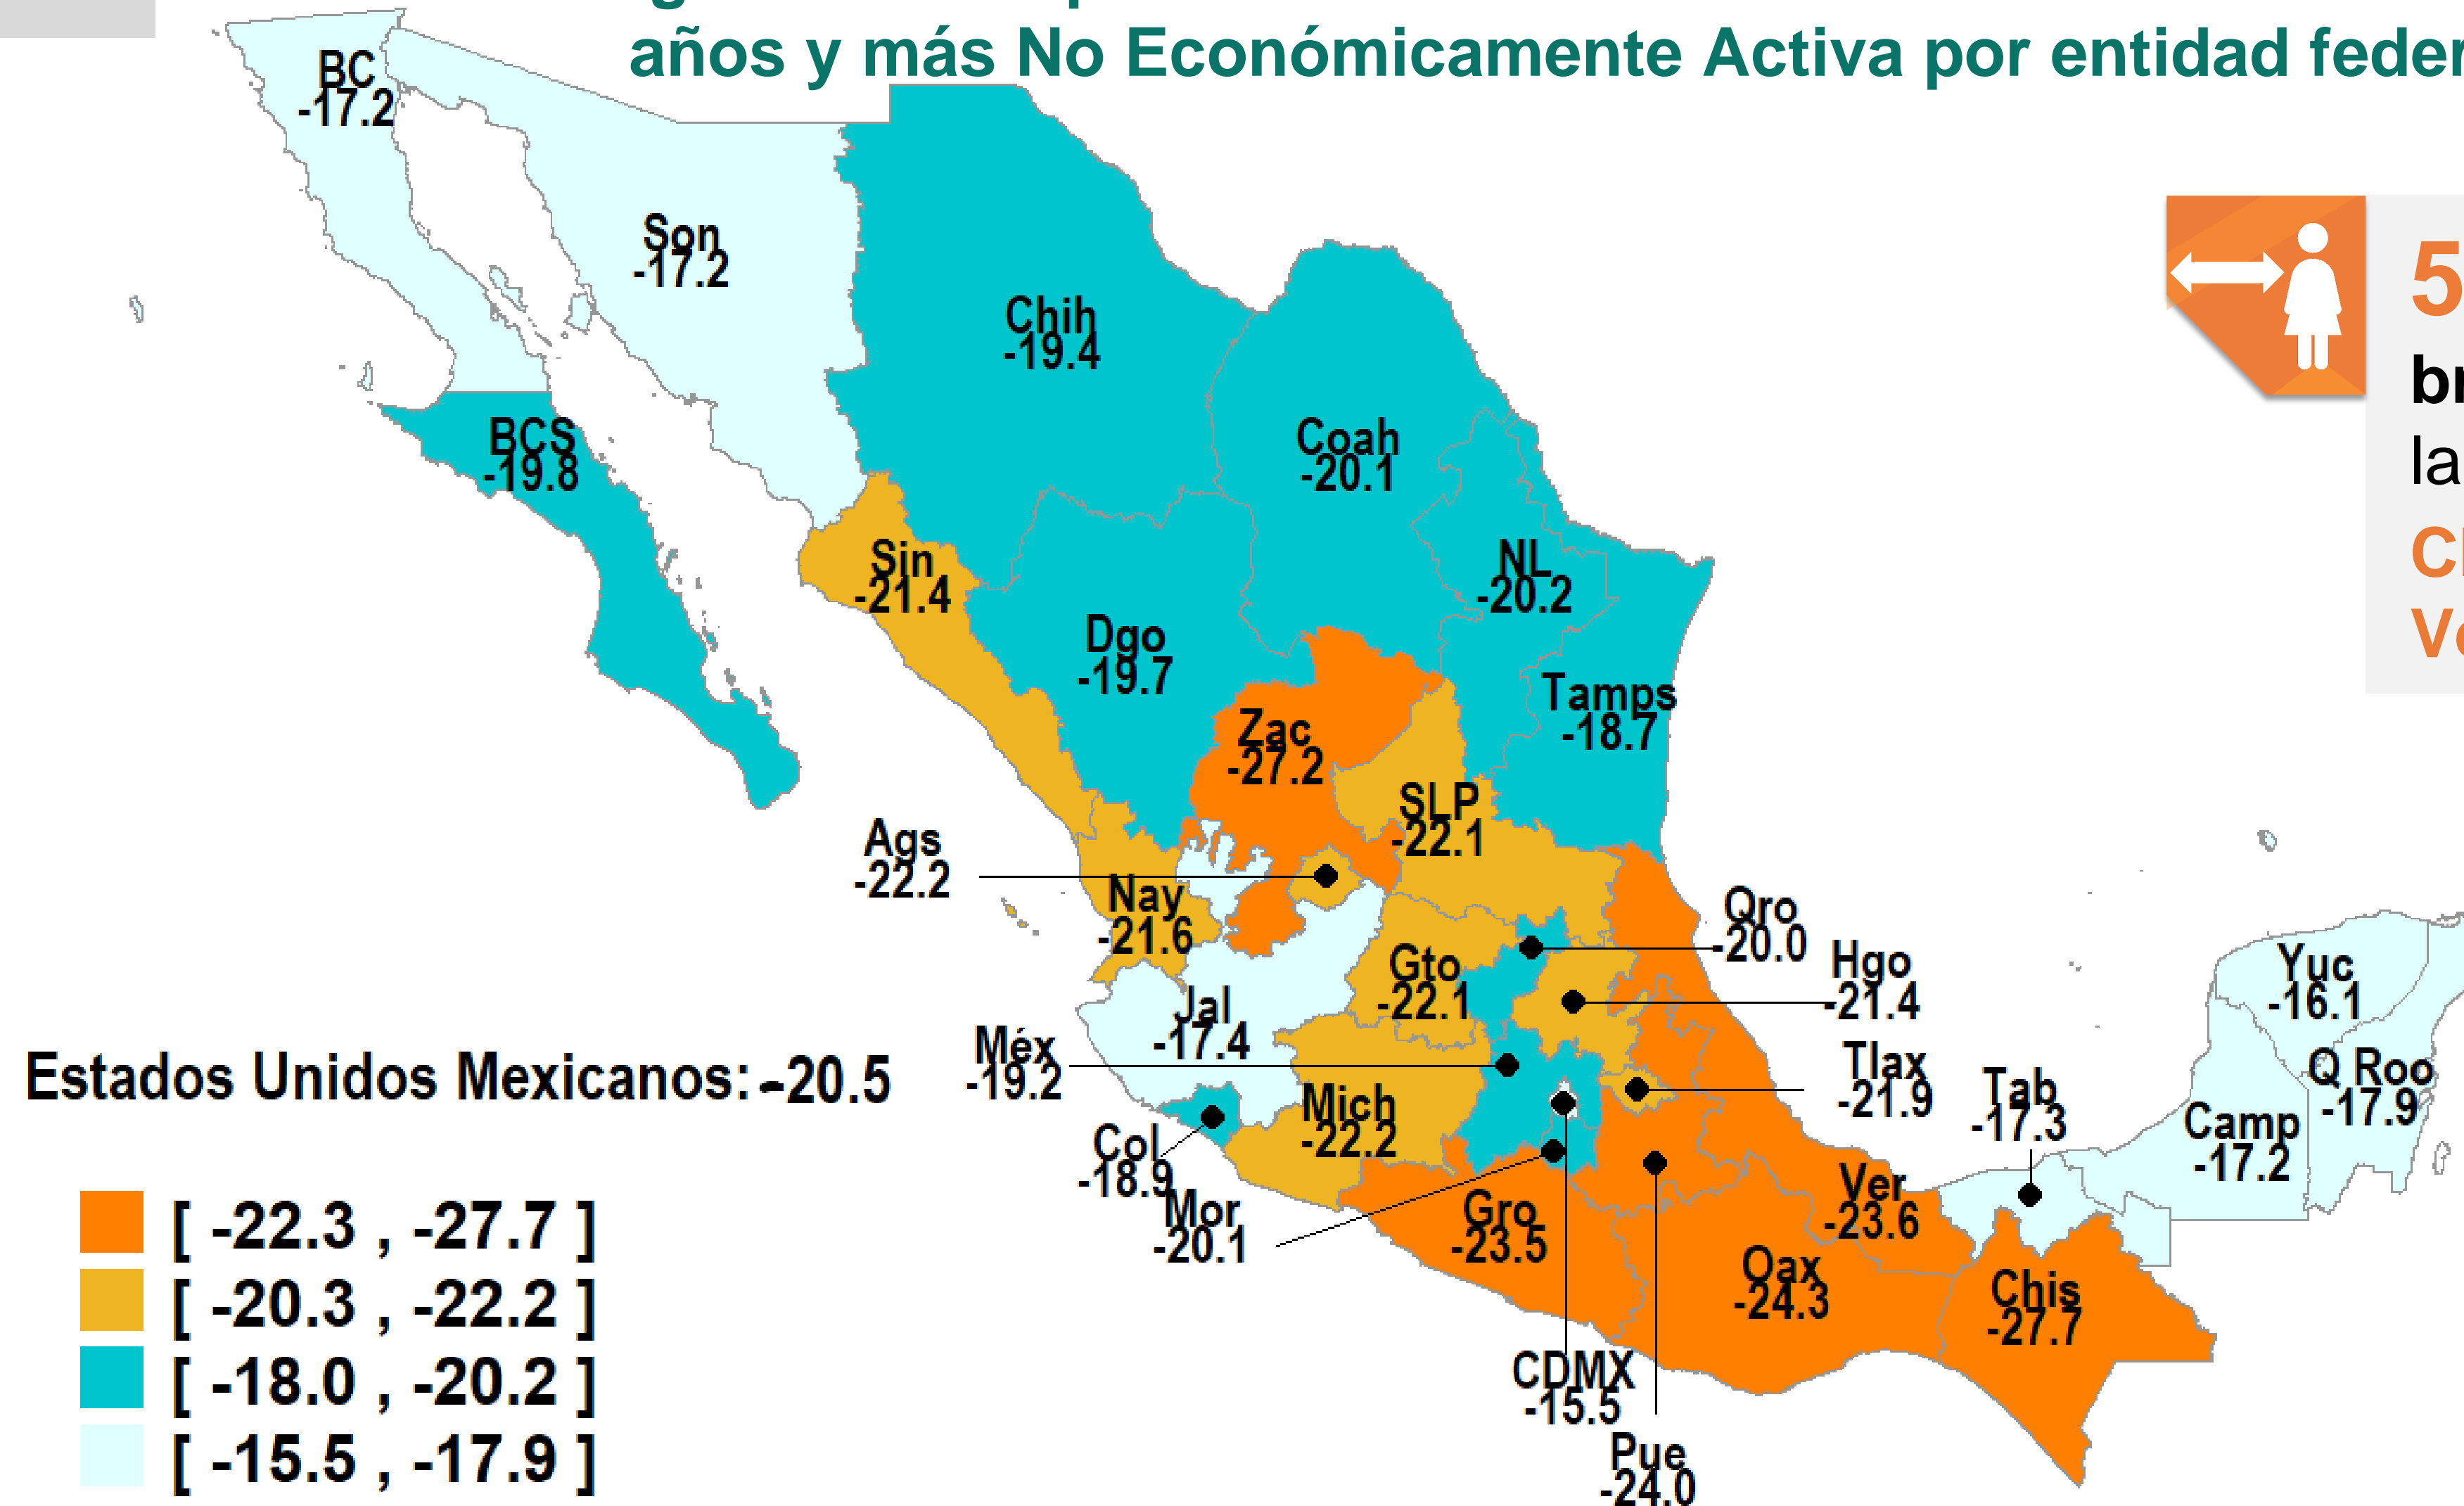 años y más No Económicamente Activa por entidad feder
BC
-17.2
Son
-17.2
Chih
-19.4
BCS
-19.8
Coah
-20.1
Sin
-21.4
NL
-20.2
Dgo
-19.7
Tamps
-18.7
Zac
-27.2
SLP
-22.1
Ags
-22.2
Nay
-21.6
Qro
-20.0
Gto
-22.1
Hgo
-21.4
Jal
-17.4
Méx
-19.2
Mich
-22.2
Tlax
-21.9
Tab
-17.3
Yuc
-16.1
Q Roo
-17.9
Camp
-17.2
Col
-18.9
Mor
-20.1
Gro
-23.5
Ver
-23.6
Oax
-24.3
Chis
-27.7
CDMX
-15.5
Pue
-24.0
Estados Unidos Mexicanos: -20.5
[ -22.3 , -27.7 ]
[ -20.3 , -22.2 ]
[ -18.0 , -20.2 ]
[ -15.5 , -17.9 ]
5
la